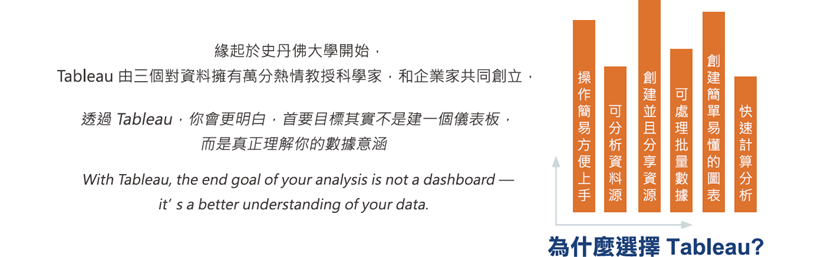 緣起於史丹佛大學開始，
Tableau 由三個對資料擁有萬分熱情教授科學家，和企業家共同創立，
透過 Tableau，你會更明白，首要目標其實不是建一個儀表板，
而是真正理解你的數據意涵
With Tableau, the end goal of your analysis is not a dashboard —
it’s a better understanding of your data.
操作簡易方便上手
可分析資料源
創建並且分享資源
可處理批量數據
創建簡單易懂的圖表
快速計算分析
為什麼選擇 Tableau?